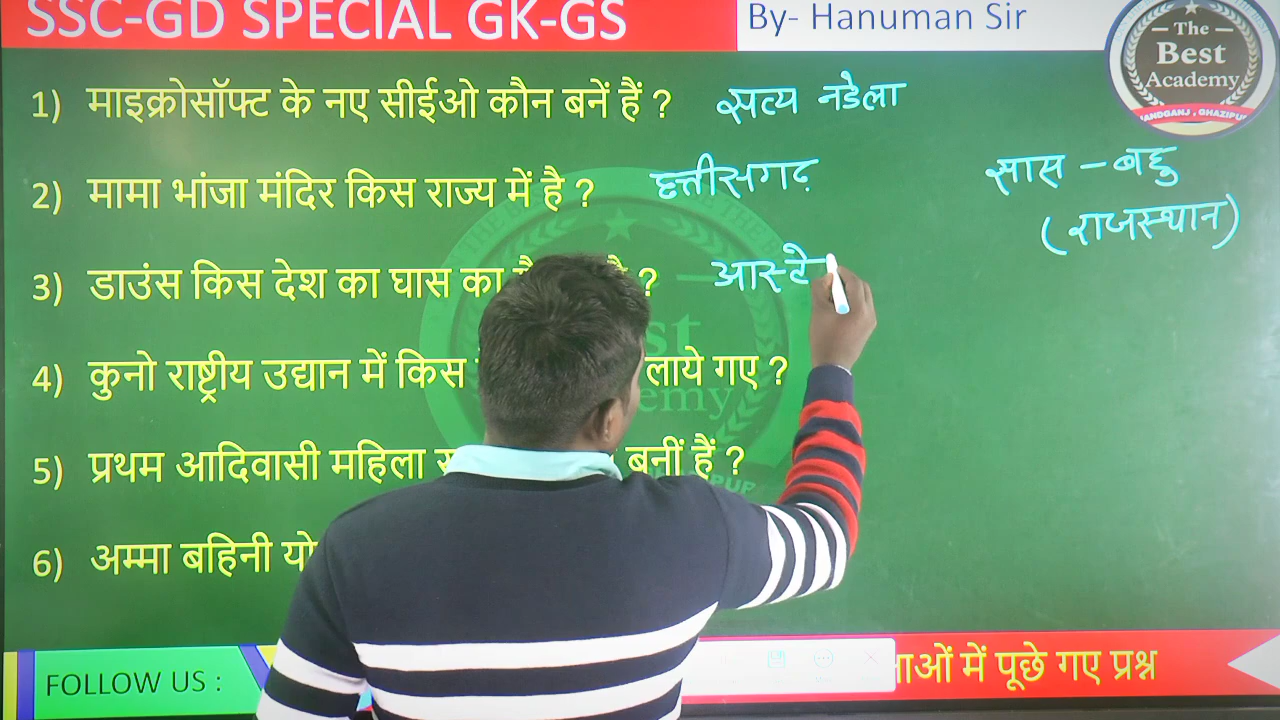 SSC-GD SPECIAL GK-GS
By- Hanuman Sir
The
Best
Academy
NANDGANJ , GHAZIPUR
1) माइक्रोसॉफ्ट के नए सीईओ कौन बनें हैं ? सत्य नडेला
2) मामा भांजा मंदिर किस राज्य में है ? छत्तीसगढ़
सास - बहु
(राजस्थान)
3) डाउंस किस देश का घास का ? आस्टे
4) कुनो राष्ट्रीय उद्यान में किस लाये गए ?
5) प्रथम आदिवासी महिला बनीं हैं ?
6) अम्मा बहिनी
FOLLOW US :
में पूछे गए प्रश्न